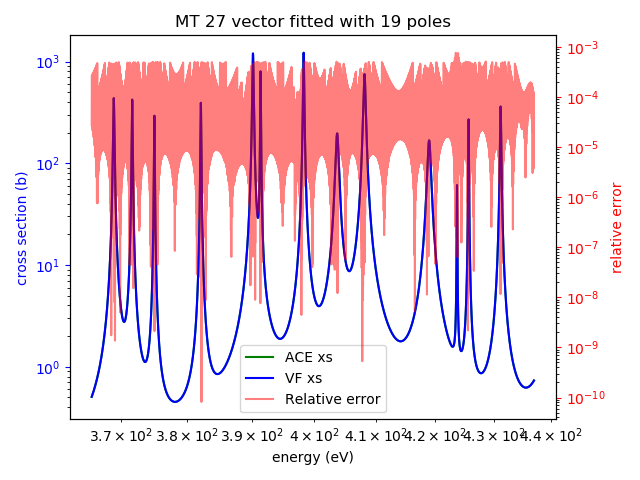 MT 27 vector fitted with 19 poles
10³
10²
10¹
10⁰
cross section (b)
10⁻³
10⁻⁴
10⁻⁵
10⁻⁶
10⁻⁷
10⁻⁸
10⁻⁹
10⁻¹⁰
relative error
ACE xs
VF xs
Relative error
3.7 × 10² 3.8 × 10² 3.9 × 10² 4 × 10² 4.1 × 10² 4.2 × 10² 4.3 × 10² 4.4 × 10²
energy (eV)